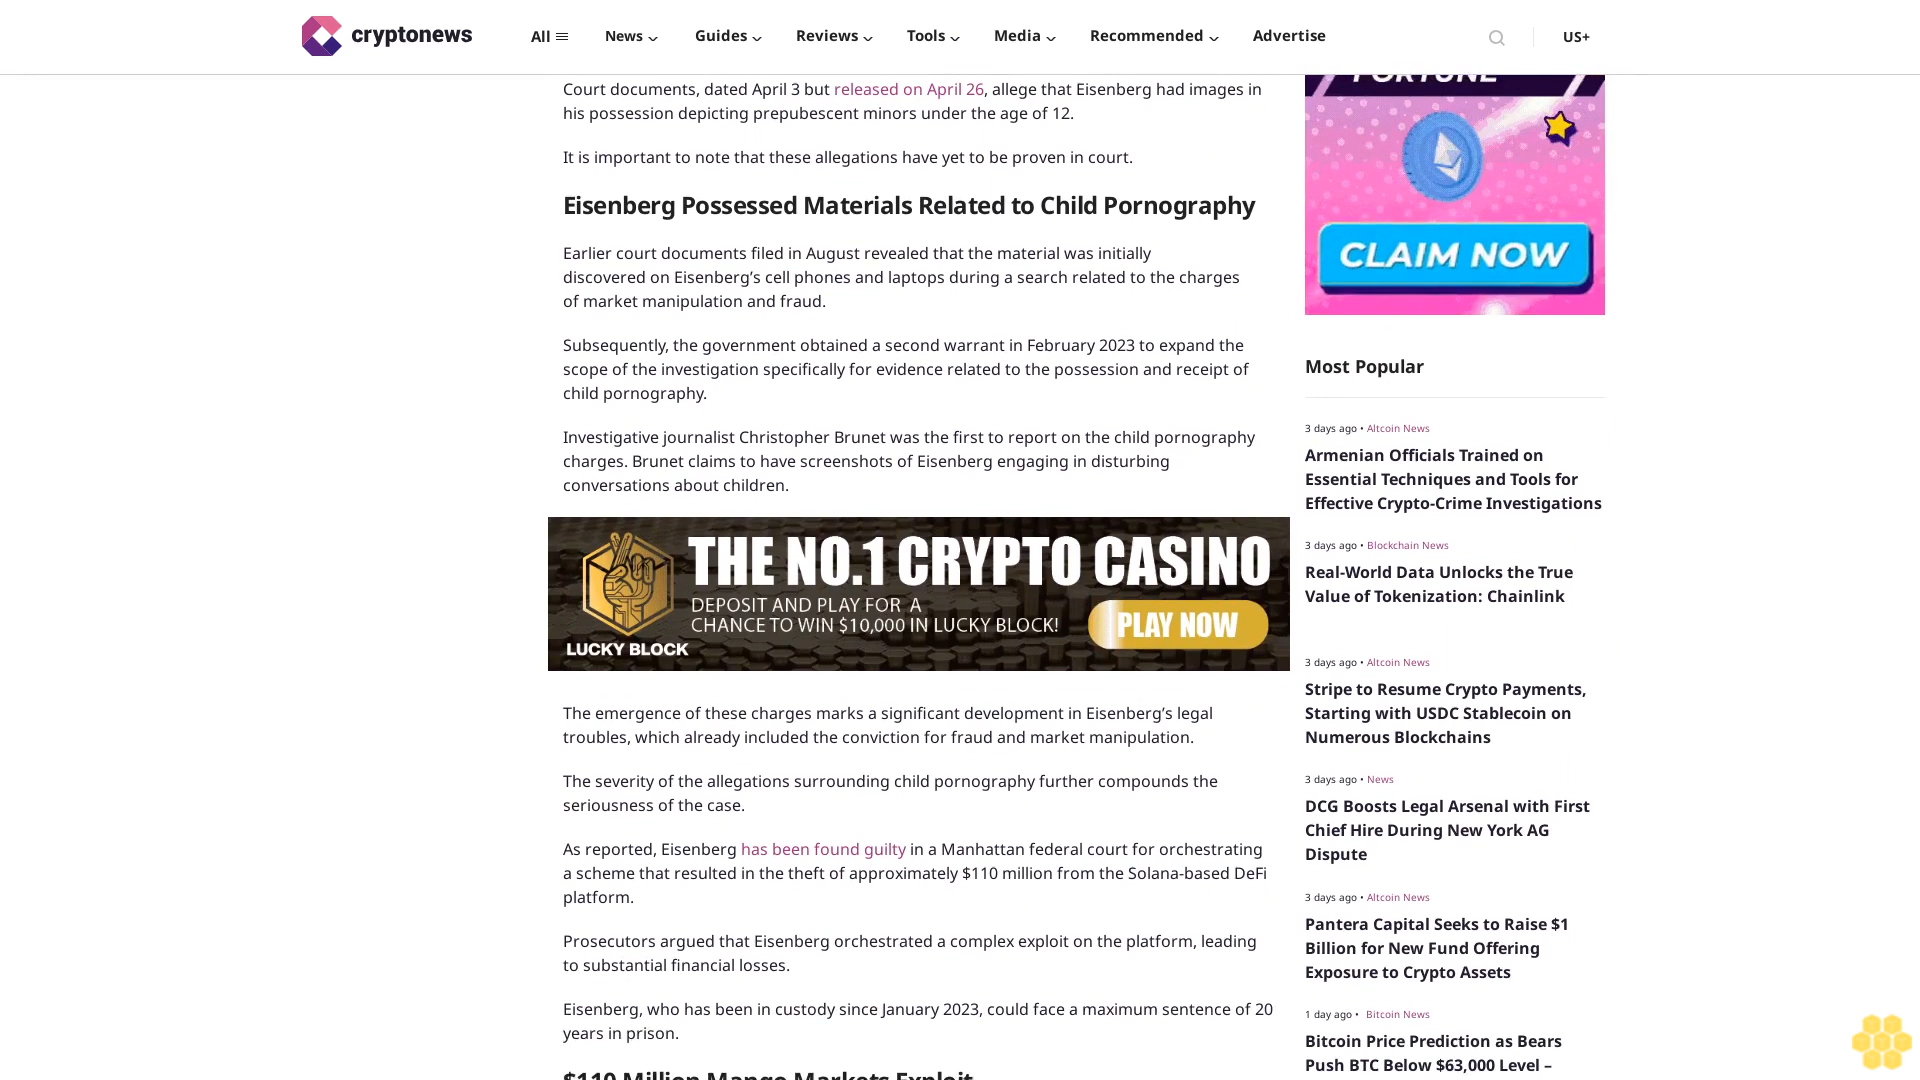 cryptonews
All
News
Guides
Reviews
Tools
Media
Recommended
Advertise
US+
Court documents, dated April 3 but released on April 26, allege that Eisenberg had images in
his possession depicting prepubescent minors under the age of 12.
It is important to note that these allegations have yet to be proven in court.
Eisenberg Possessed Materials Related to Child Pornography
Earlier court documents filed in August revealed that the material was initially
discovered on Eisenberg’s cell phones and laptops during a search related to the charges
of market manipulation and fraud.
Subsequently, the government obtained a second warrant in February 2023 to expand the
scope of the investigation specifically for evidence related to the possession and receipt of
child pornography.
Investigative journalist Christopher Brunet was the first to report on the child pornography
charges. Brunet claims to have screenshots of Eisenberg engaging in disturbing
conversations about children.
THE NO.1 CRYPTO CASINO
DEPOSIT AND PLAY FOR A
CHANCE TO WIN $10,000 IN LUCKY BLOCK!
PLAY NOW
LUCKY BLOCK
The emergence of these charges marks a significant development in Eisenberg’s legal
troubles, which already included the conviction for fraud and market manipulation.
The severity of the allegations surrounding child pornography further compounds the
seriousness of the case.
As reported, Eisenberg has been found guilty in a Manhattan federal court for orchestrating
a scheme that resulted in the theft of approximately $110 million from the Solana-based DeFi
platform.
Prosecutors argued that Eisenberg orchestrated a complex exploit on the platform, leading
to substantial financial losses.
Eisenberg, who has been in custody since January 2023, could face a maximum sentence of 20
years in prison.
$110 Million Mango Markets Exploit
FORTUNE
CLAIM NOW
Most Popular
3 days ago • Altcoin News
Armenian Officials Trained on
Essential Techniques and Tools for
Effective Crypto-Crime Investigations
3 days ago • Blockchain News
Real-World Data Unlocks the True
Value of Tokenization: Chainlink
3 days ago • Altcoin News
Stripe to Resume Crypto Payments,
Starting with USDC Stablecoin on
Numerous Blockchains
3 days ago • News
DCG Boosts Legal Arsenal with First
Chief Hire During New York AG
Dispute
3 days ago • Altcoin News
Pantera Capital Seeks to Raise $1
Billion for New Fund Offering
Exposure to Crypto Assets
1 day ago • Bitcoin News
Bitcoin Price Prediction as Bears
Push BTC Below $63,000 Level –